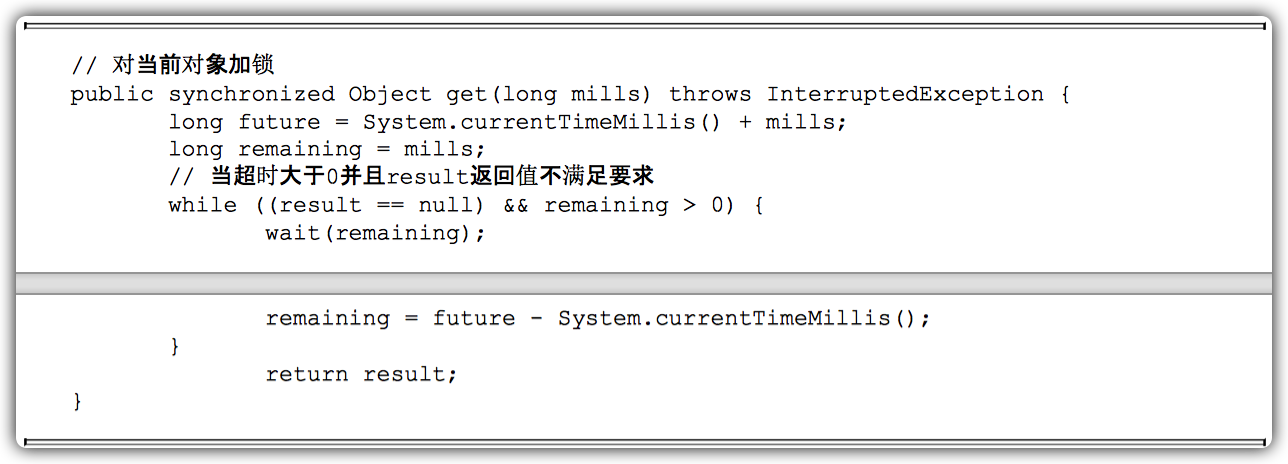 // 对当前对象加锁
public synchronized Object get(long mills) throws InterruptedException {
        long future = System.currentTimeMillis() + mills;
        long remaining = mills;
        // 当超时大于0并且result返回值不满足要求
        while ((result == null) && remaining > 0) {
                wait(remaining);
                remaining = future - System.currentTimeMillis();
        }
                return result;
}